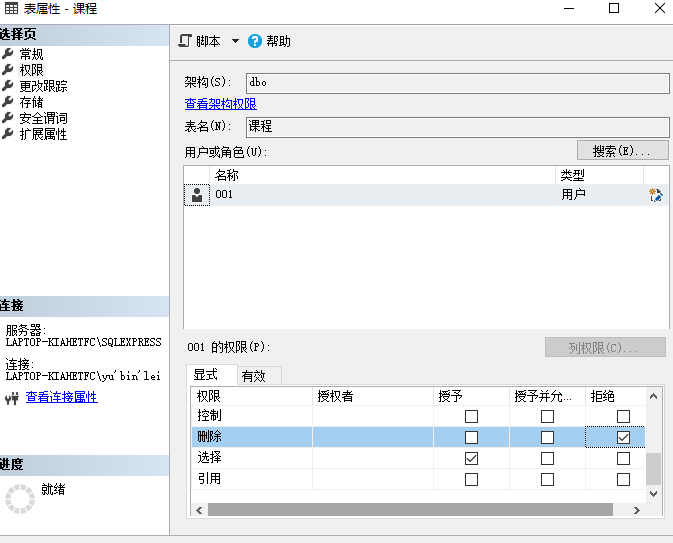 表属性 - 课程
选择页
常规
权限
更改跟踪
存储
安全谓词
扩展属性
脚本
帮助
架构(S):
dbo
查看架构权限
表名(N):
课程
用户或角色(U):
搜索(E)...
名称 类型
001 用户
001 的权限(P):
列权限(C)...
显式 有效
权限 授权者 授予 授予并允... 拒绝
控制
删除
选择
引用
连接
服务器:
LAPTOP-KIAHETFC\SQLEXPRESS
连接:
LAPTOP-KIAHETFC\yu'bin'lei
查看连接属性
进度
就绪